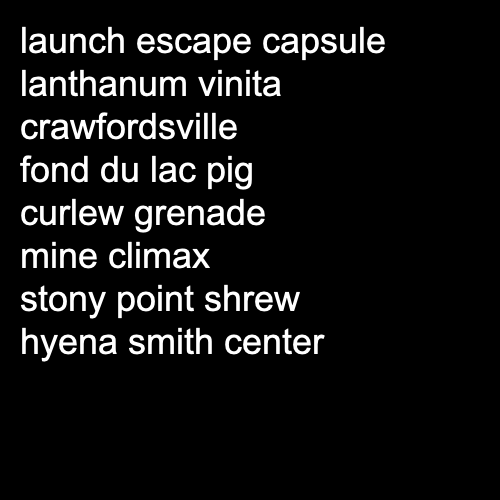 launch escape capsule
lanthanum vinita
crawfordsville
fond du lac pig
curlew grenade
mine climax
stony point shrew
hyena smith center